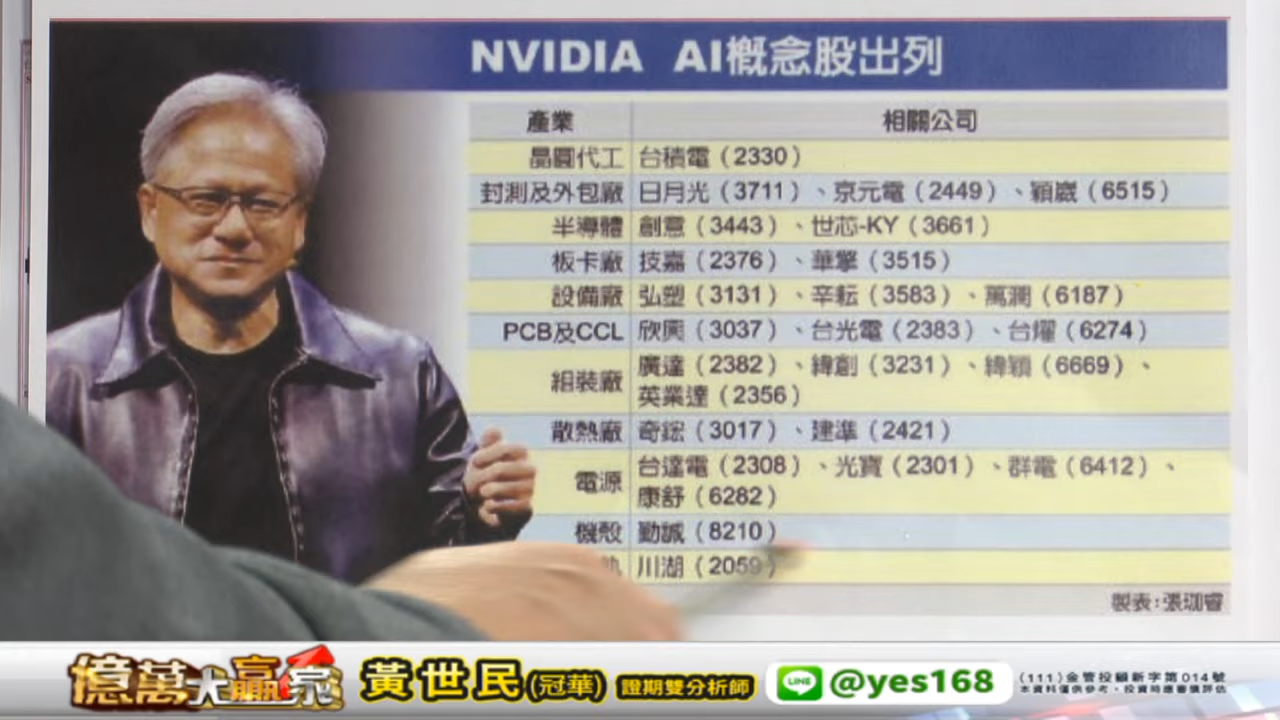 NVIDIA AI概念股出列
產業 相關公司
晶圓代工 台積電（2330）
封測及外包廠 日月光（3711）、京元電（2449）、穎崴（6515）
半導體 創意（3443）、世芯-KY（3661）
板卡廠 技嘉（2376）、華擎（3515）
設備廠 弘塑（3131）、辛耘（3583）、萬潤（6187）
PCB及CCL 欣興（3037）、台光電（2383）、台燿（6274）
組裝廠 廣達（2382）、緯創（3231）、緯穎（6669）、
英業達（2356）
散熱廠 奇鋐（3017）、建準（2421）
電源 台達電（2308）、光寶（2301）、群電（6412）、
康舒（6282）
機殼 勤誠（8210）
川湖（2059）
製表：張珈睿
億萬大贏家 黃世民(冠華) 證期雙分析師 LINE @yes168
(111)金管投顧新字第014號
本資料僅供參考，投資時應審慎評估